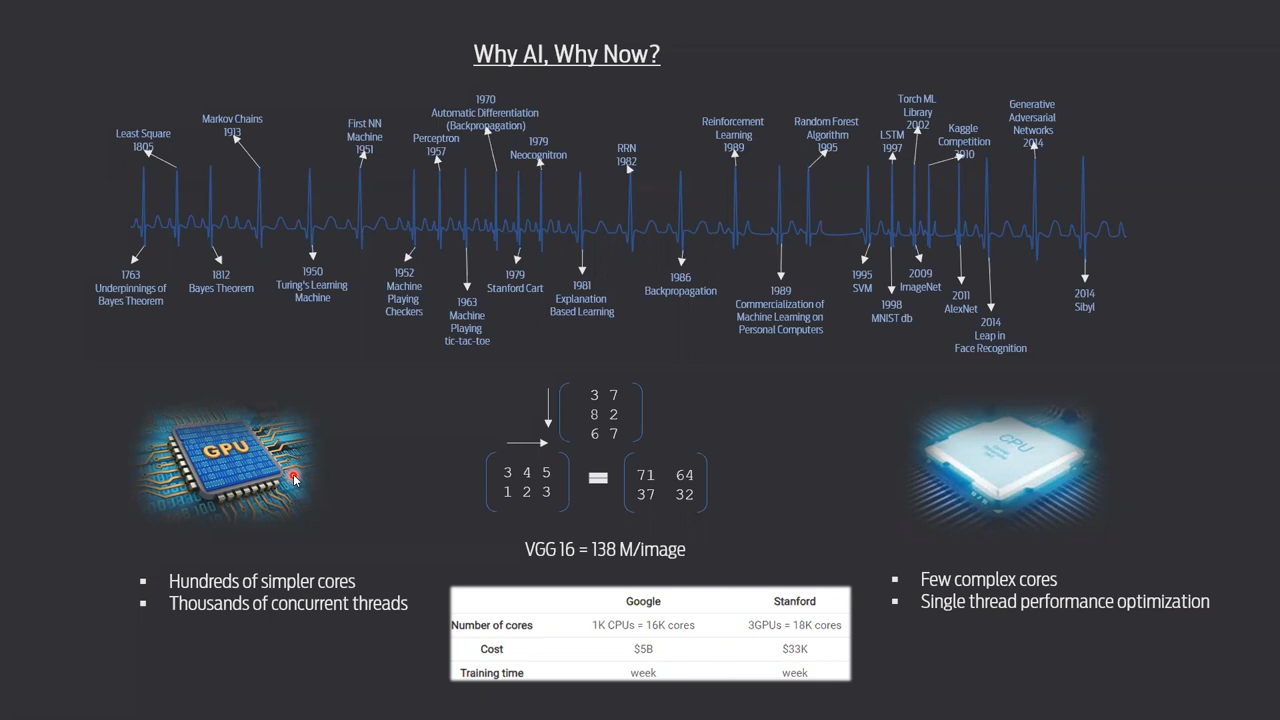 Why AI, Why Now?
Least Square
1805
Markov Chains
1913
First NN
Machine
1951
Perceptron
1957
1970
Automatic Differentiation
(Backpropagation)
1979
Neocognitron
RRN
1982
Reinforcement
Learning
1989
Random Forest
Algorithm
1995
LSTM
1997
Torch ML
Library
2002
Kaggle
Competition
2010
Generative
Adversarial
Networks
2014
1763
Underpinnings of
Bayes Theorem
1812
Bayes Theorem
1950
Turing's Learning
Machine
1952
Machine
Playing
Checkers
1963
Machine
Playing
tic-tac-toe
1979
Stanford Cart
1981
Explanation
Based Learning
1986
Backpropagation
1989
Commercialization of
Machine Learning on
Personal Computers
1995
SVM
1998
MNIST db
2009
ImageNet
2011
AlexNet
2014
Leap in
Face Recognition
2014
Sibyl
GPU
3 7
8 2
6 7
3 4 5
1 2 3
=
71 64
37 32
CPU
VGG 16 = 138 M/image
▪ Hundreds of simpler cores
▪ Thousands of concurrent threads
Google Stanford
Number of cores 1K CPUs = 16K cores 3GPUs = 18K cores
Cost $5B $33K
Training time week week
▪ Few complex cores
▪ Single thread performance optimization